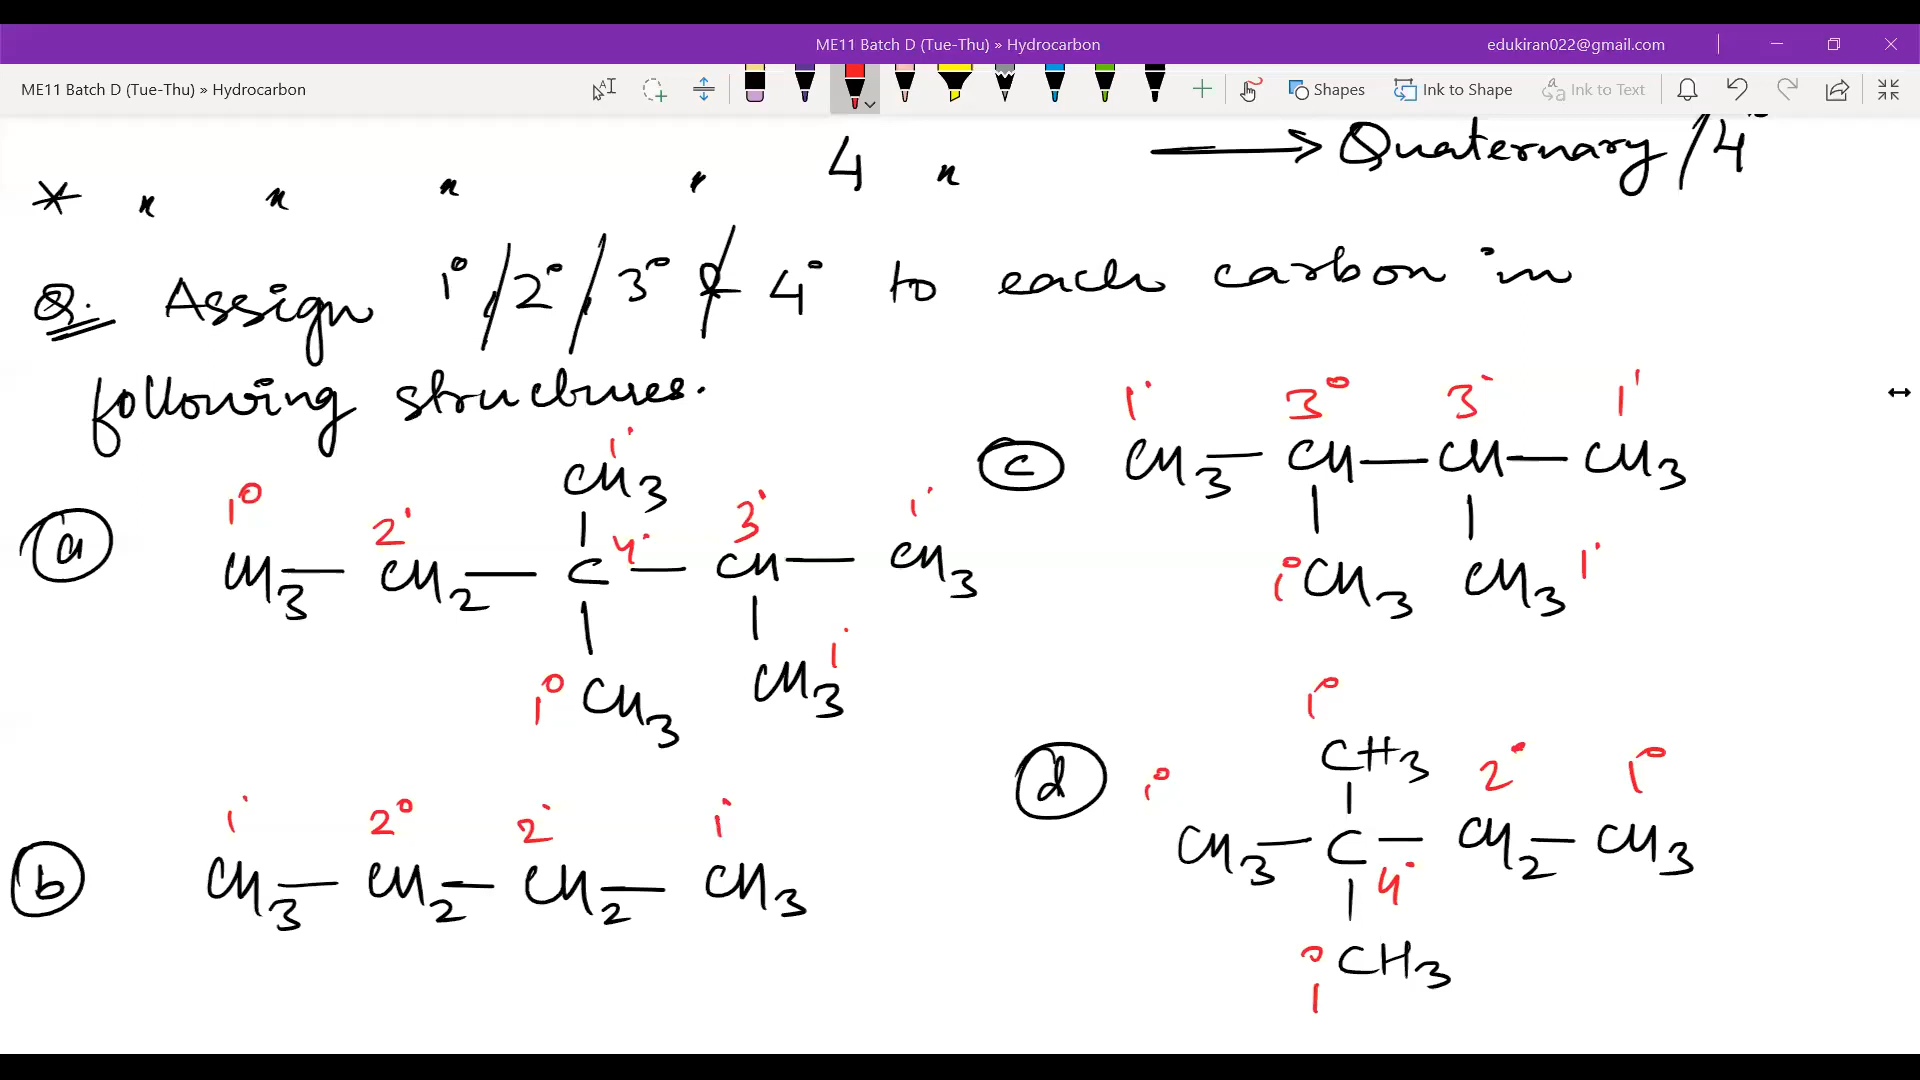 ME11 Batch D (Tue-Thu) » Hydrocarbon
edukiran022@gmail.com
ME11 Batch D (Tue-Thu) » Hydrocarbon
Shapes
Ink to Shape
Ink to Text
* " " " " 4 " → Quaternary / 4°
Q. Assign 1° / 2° / 3° & 4° to each carbon in
following structures.
(a)
1° CH3 — 2° CH2 — C 4° — 3° CH — 1° CH3
1° CH3
1° CH3
CH3 1°
(b)
1° 2° 2° 1°
CH3 — CH2 — CH2 — CH3
(c)
1° 3° 3° 1°
CH3 — CH — CH — CH3
1° CH3 CH3 1°
(d)
1°
CH3
1° 2° 1°
CH3 — C — CH2 — CH3
4°
1° CH3